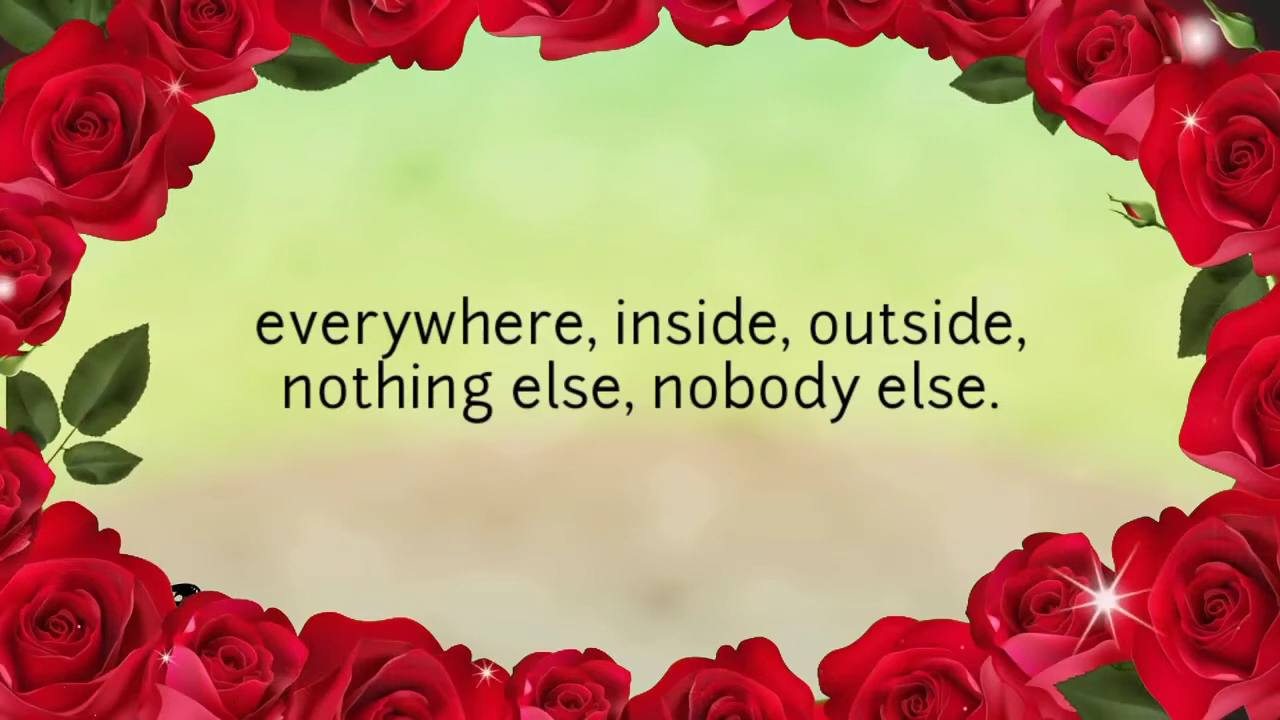 everywhere, inside, outside,
nothing else, nobody else.